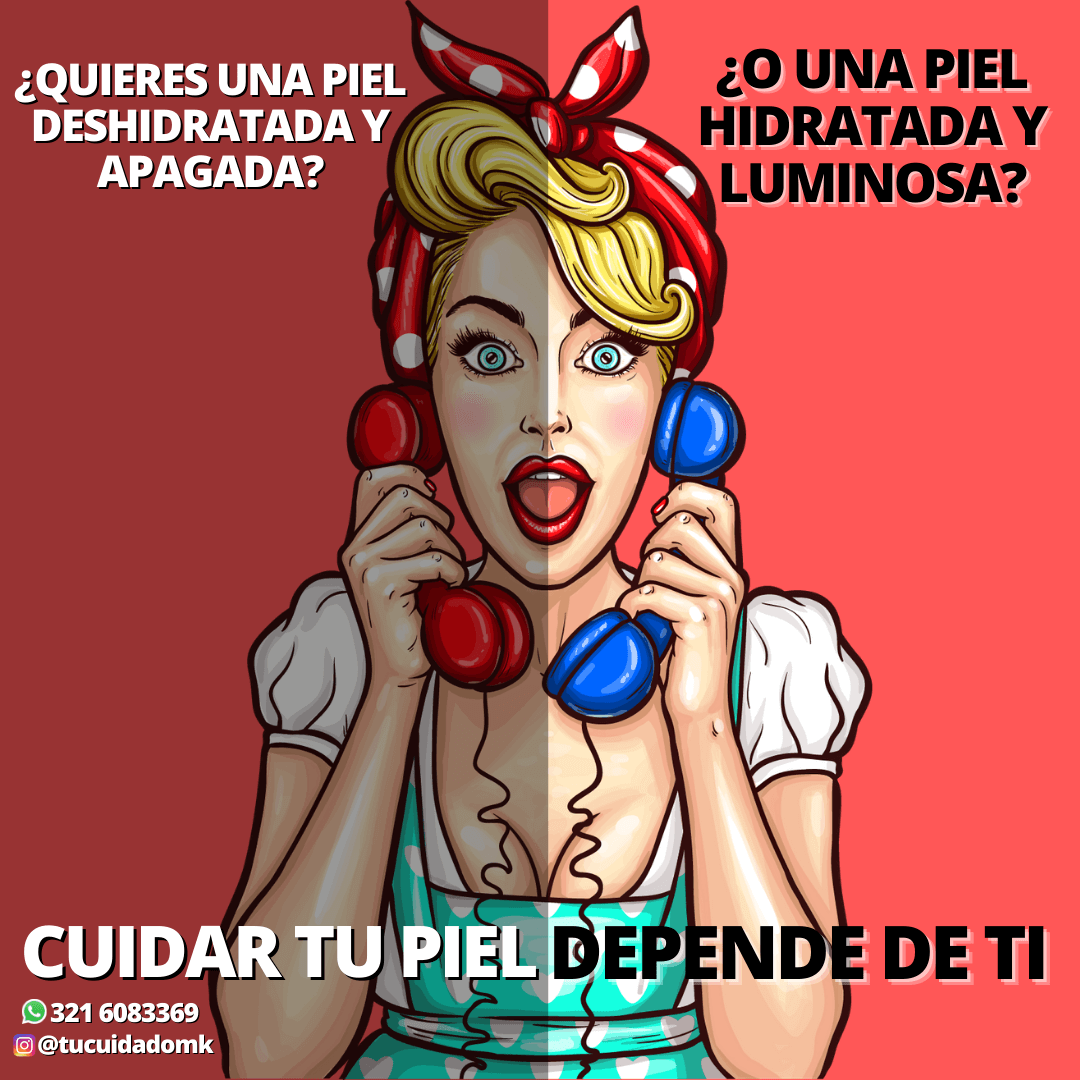 ¿QUIERES UNA PIEL
DESHIDRATADA Y
APAGADA?
¿O UNA PIEL
HIDRATADA Y
LUMINOSA?
CUIDAR TU PIEL DEPENDE DE TI
321 6083369
@tucuidadomk